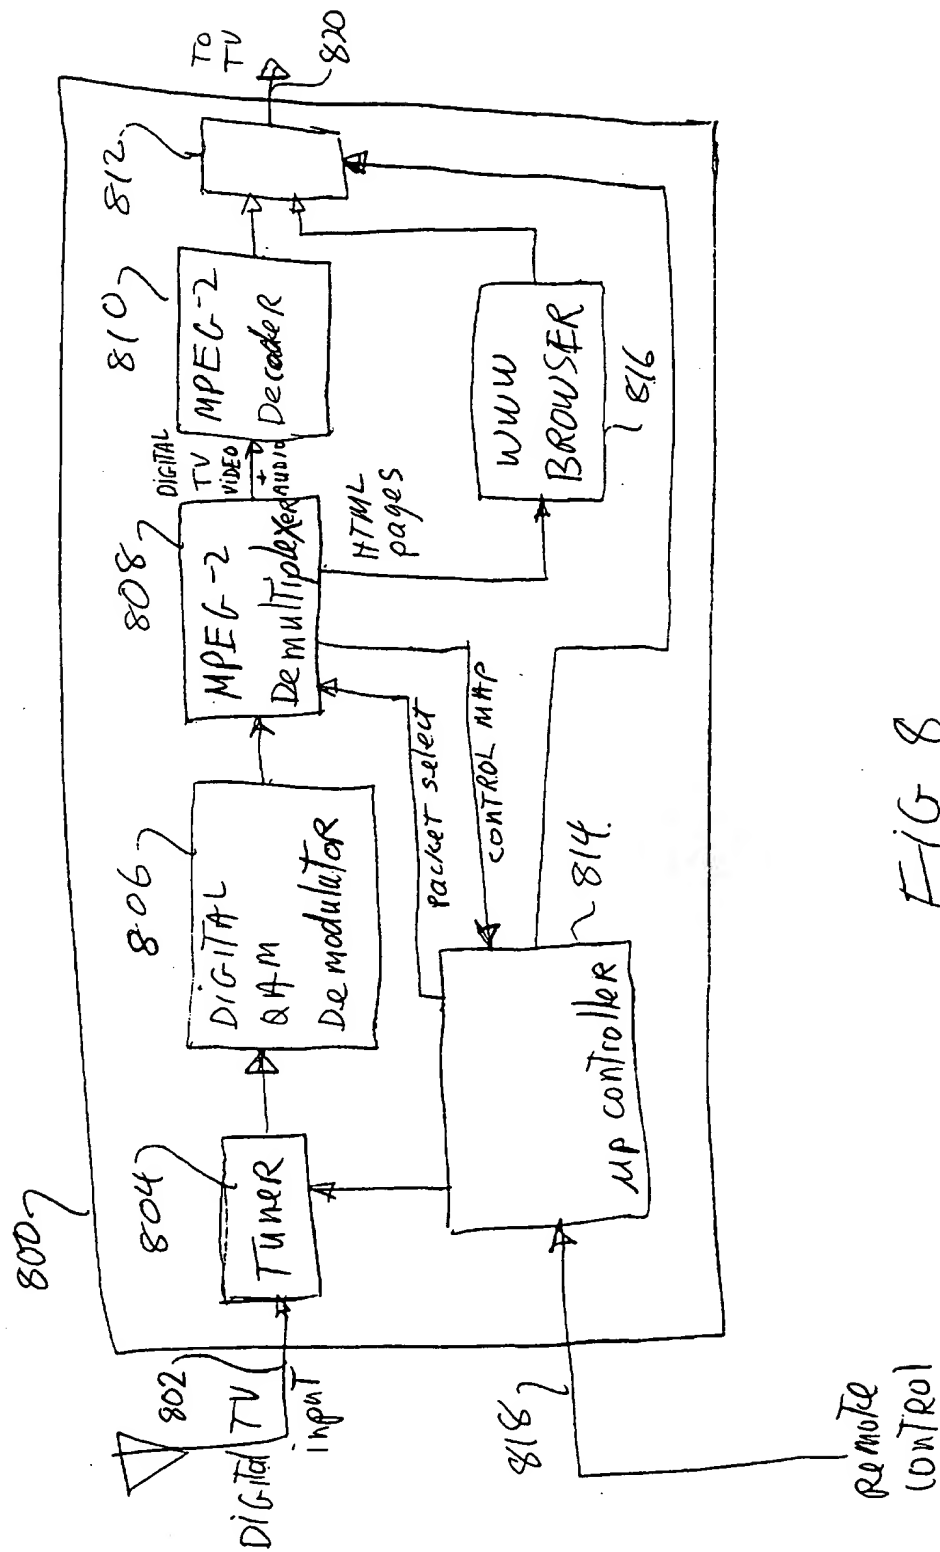 800
Digital TV
input
802
804
Tuner
806
DiGiTAL
QAM
Demodulator
808
MPEG-2
Demultiplexer
DiGiTAL
TV
ViDEO
+
AUDIO
810
MPEG-2
Decoder
812
TO
TV
820
HTML
pages
packet select
CONTROL MAP
WWW
BROWSER
816
814
μp controller
818
Remote
CONTROL
FiG 8